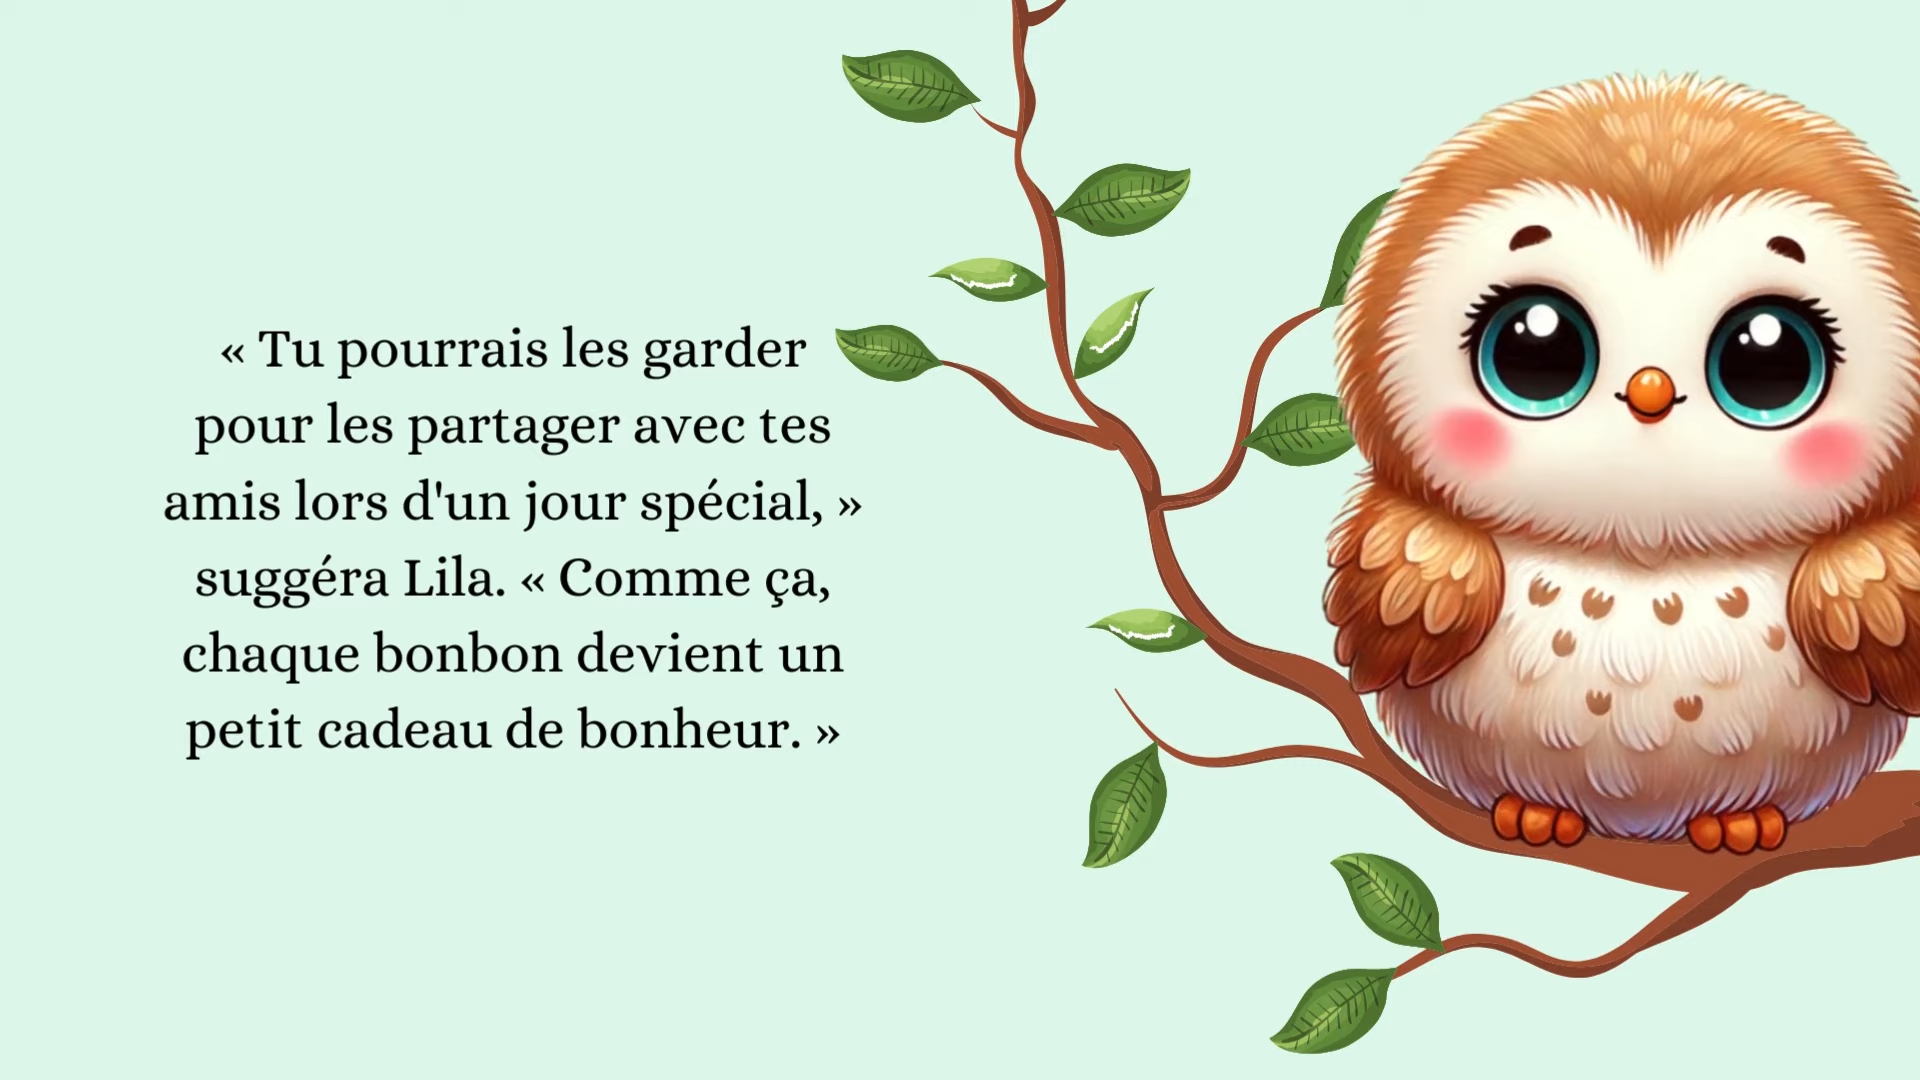 « Tu pourrais les garder
pour les partager avec tes
amis lors d'un jour spécial, »
suggéra Lila. « Comme ça,
chaque bonbon devient un
petit cadeau de bonheur. »